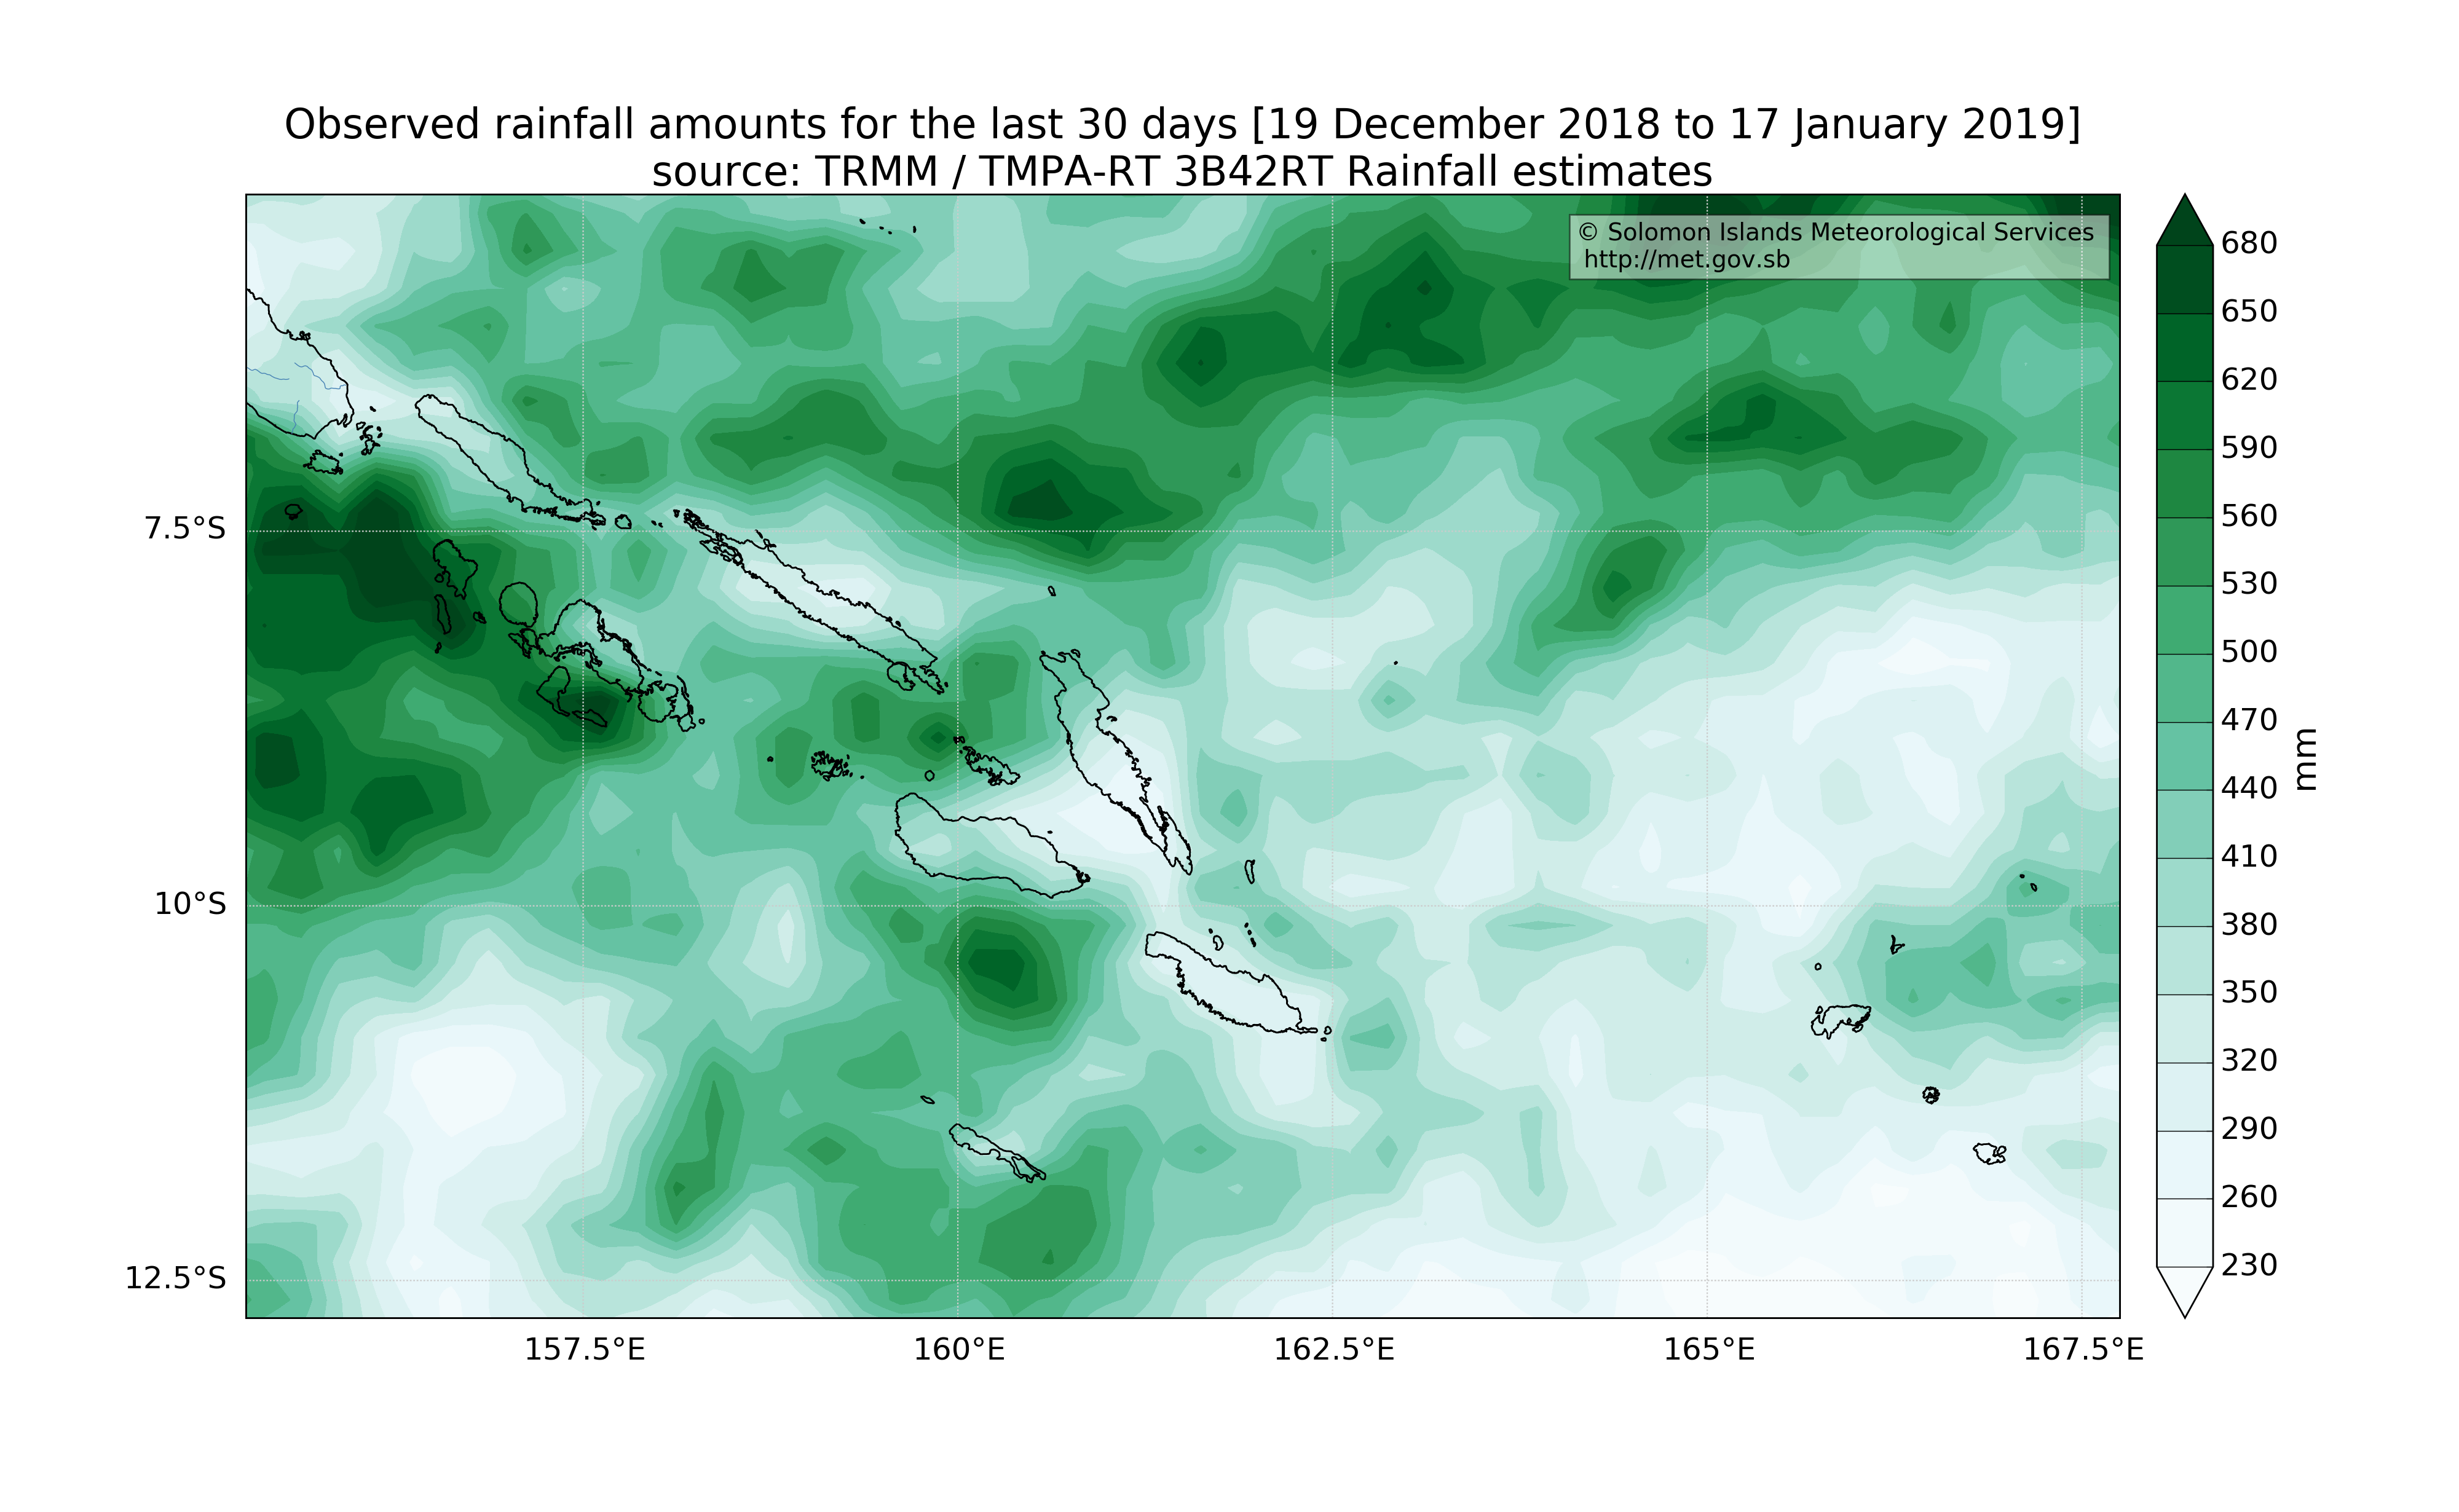 Observed rainfall amounts for the last 30 days [19 December 2018 to 17 January 2019]
source: TRMM / TMPA-RT 3B42RT Rainfall estimates
© Solomon Islands Meteorological Services
http://met.gov.sb
7.5°S
10°S
12.5°S
157.5°E
160°E
162.5°E
165°E
167.5°E
680
650
620
590
560
530
500
470
440
410
380
350
320
290
260
230
mm